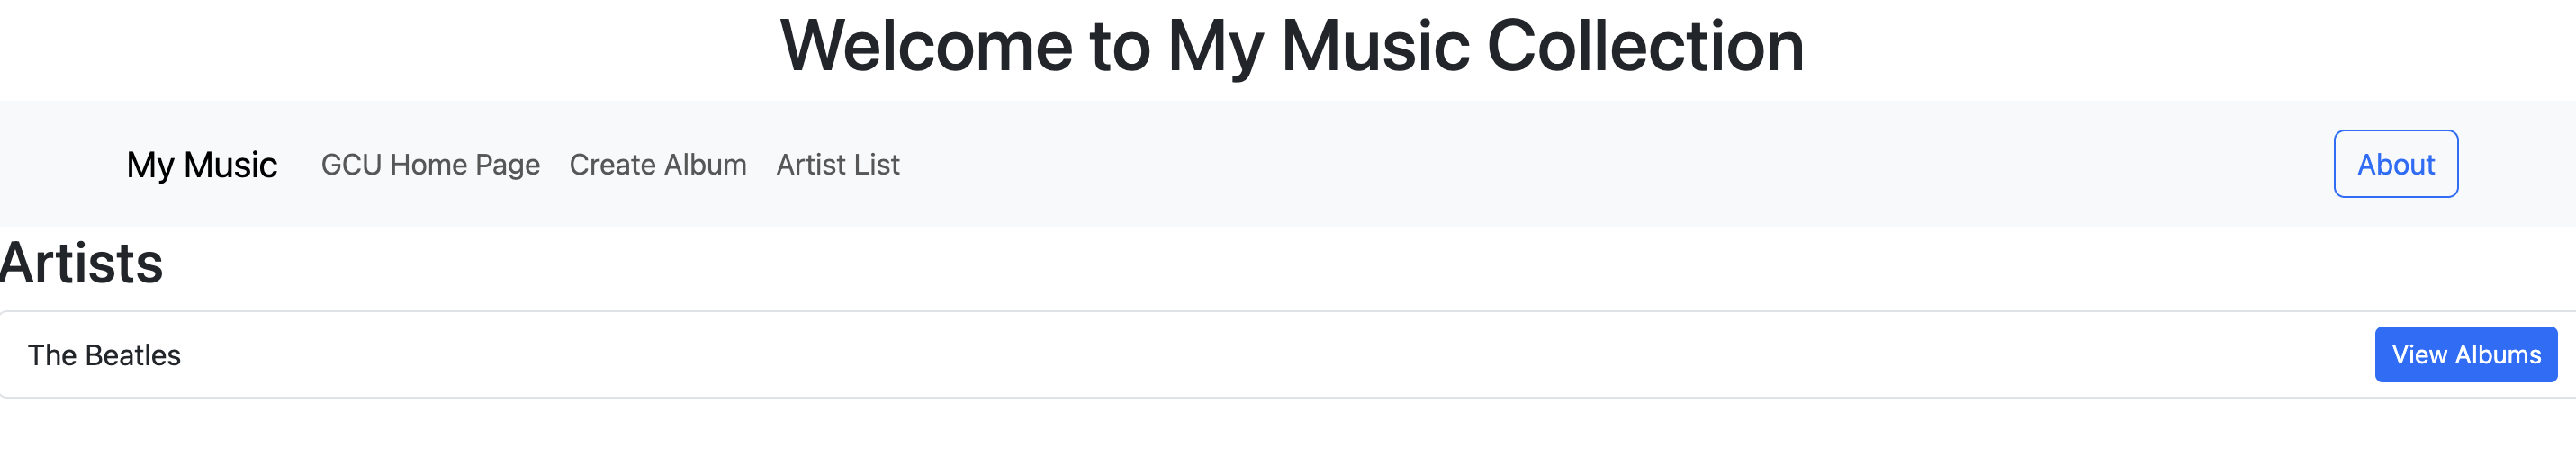 Welcome to My Music Collection
My Music GCU Home Page Create Album Artist List About
Artists
The Beatles View Albums